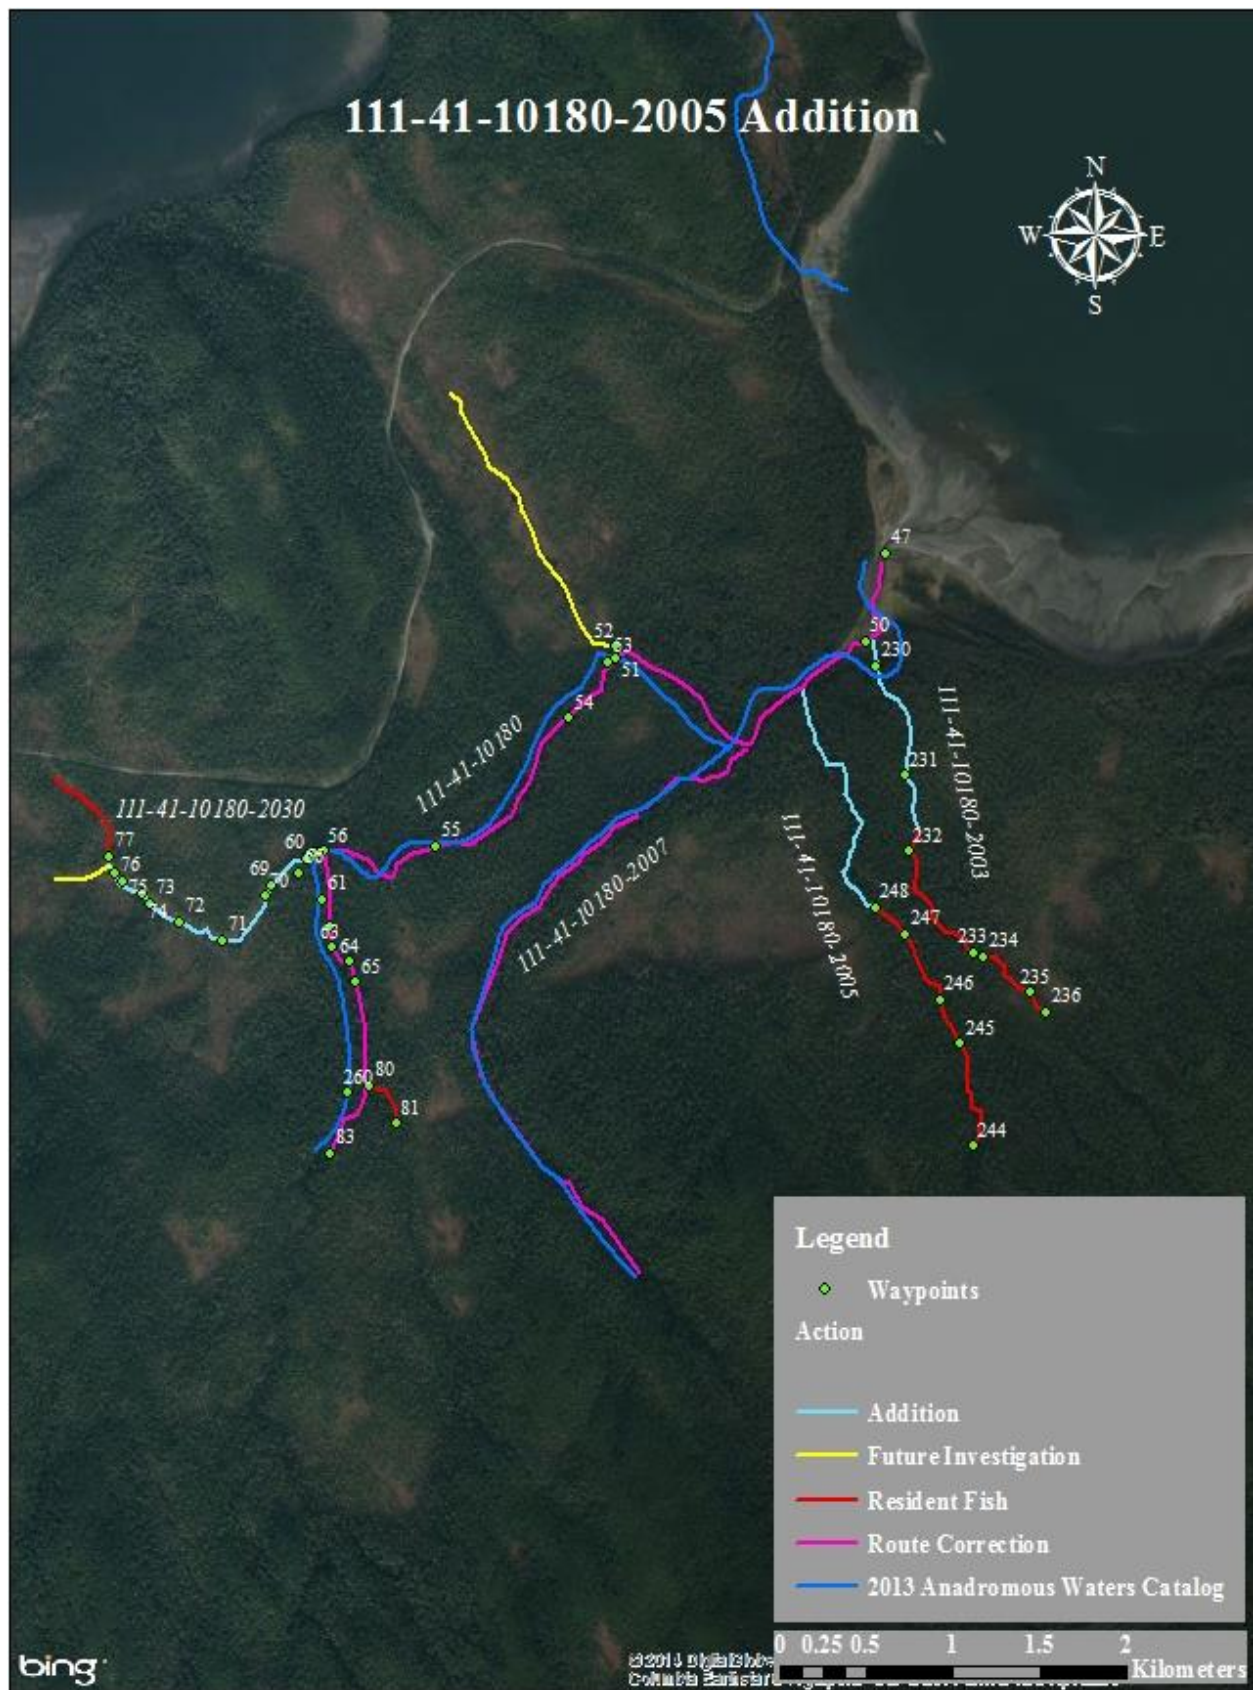 111-41-10180-2005 Addition
N
W E
S
47
50
230
52
53
51
54
111-41-10180
111-41-10180-2003
231
111-41-10180-2030
60 56
55
232
77
76
75 73
74
72
71
69
61
63
64
65
111-41-10180-2007
111-41-10180-2005
248
247
233 234
235
236
246
245
244
260
80
81
83
Legend
Waypoints
Action
Addition
Future Investigation
Resident Fish
Route Correction
2013 Anadromous Waters Catalog
0 0.25 0.5 1 1.5 2
Kilometers
bing
© 2014 DigitalGlobe